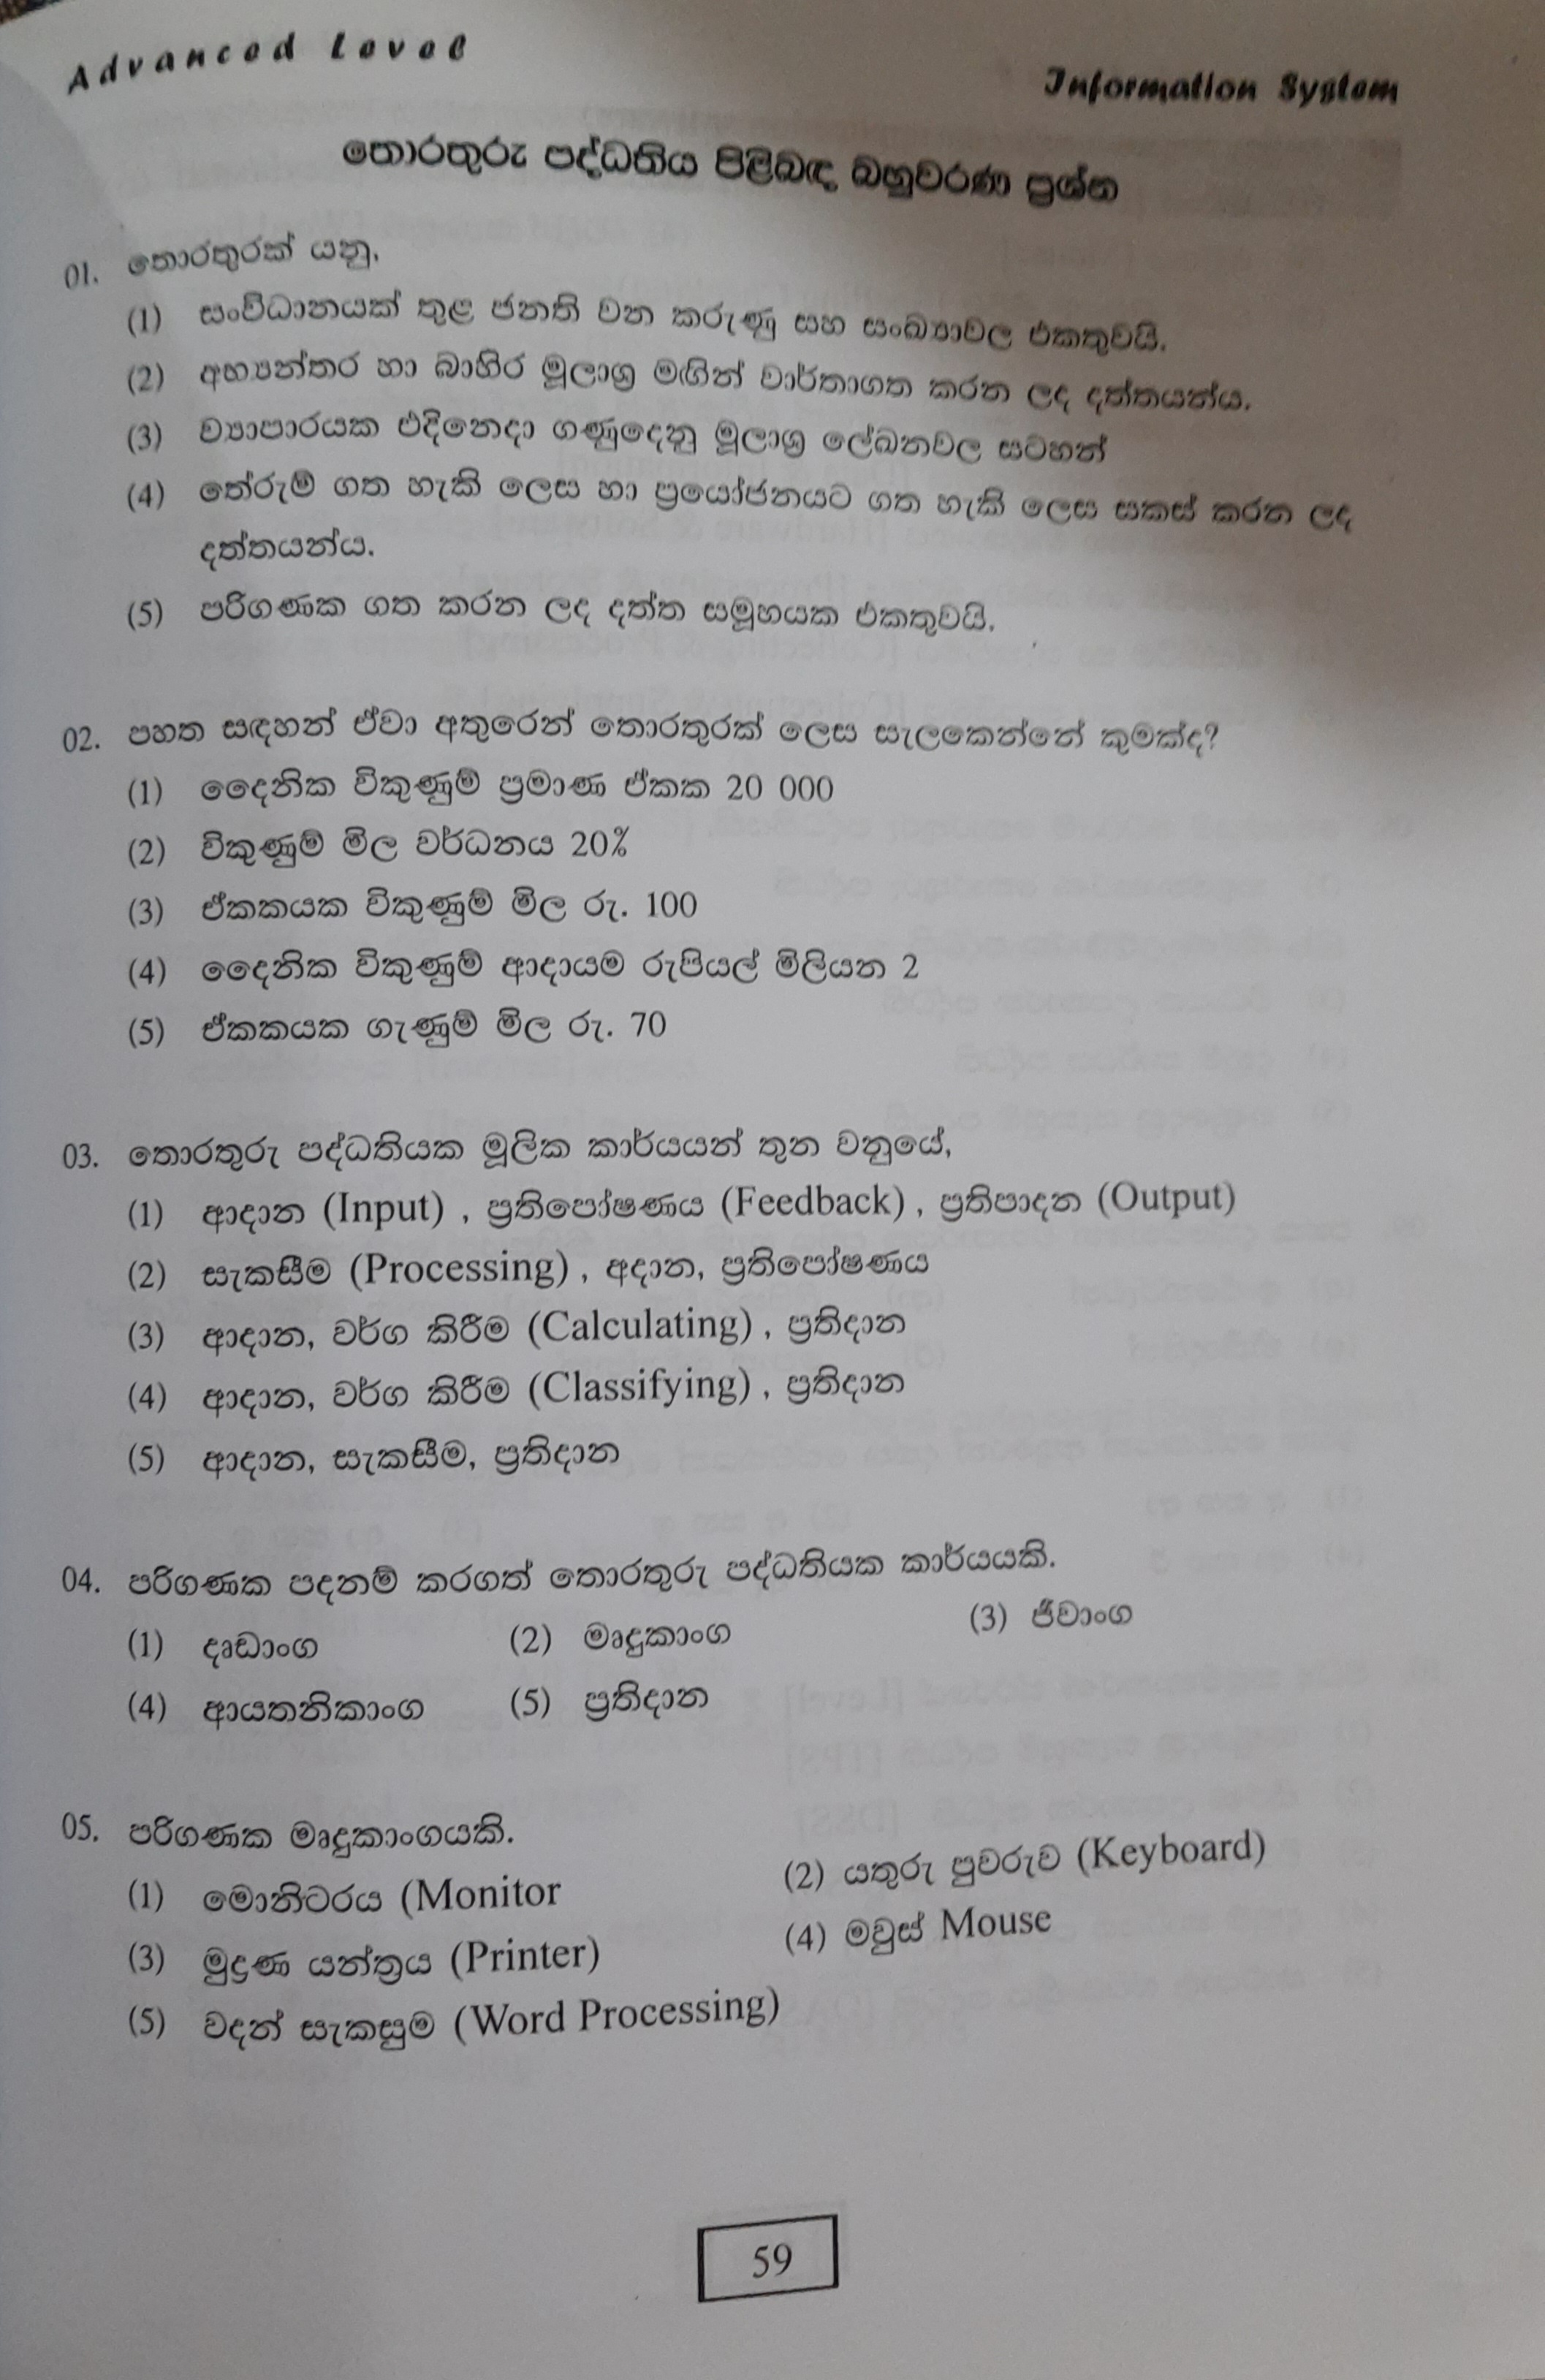 Advanced Level
Information System
තොරතුරු පද්ධතිය පිළිබඳ බහුවරණ ප්‍රශ්න
01. තොරතුරක් යනු,
(1) සංවිධානයක් තුළ ජනති වන කරුණු සහ සංඛ්‍යාවල එකතුවයි.
(2) අභ්‍යන්තර හා බාහිර මූලාශ්‍ර මඟින් වාර්තාගත කරන ලද දත්තයන්ය.
(3) ව්‍යාපාරයක එදිනෙදා ගණුදෙනු මූලාශ්‍ර ලේඛනවල සටහන්
(4) තේරුම් ගත හැකි ලෙස හා ප්‍රයෝජනයට ගත හැකි ලෙස සකස් කරන ලද
දත්තයන්ය.
(5) පරිගණක ගත කරන ලද දත්ත සමූහයක එකතුවයි.
02. පහත සඳහන් ඒවා අතුරෙන් තොරතුරක් ලෙස සැලකෙන්නේ කුමක්ද?
(1) දෛනික විකුණුම් ප්‍රමාණ ඒකක 20 000
(2) විකුණුම් මිල වර්ධනය 20%
(3) ඒකකයක විකුණුම් මිල රු. 100
(4) දෛනික විකුණුම් ආදායම රුපියල් මිලියන 2
(5) ඒකකයක ගැණුම් මිල රු. 70
03. තොරතුරු පද්ධතියක මූලික කාර්යයන් තුන වනුයේ,
(1) ආදාන (Input) , ප්‍රතිපෝෂණය (Feedback) , ප්‍රතිපාදන (Output)
(2) සැකසීම (Processing) , අදාන, ප්‍රතිපෝෂණය
(3) ආදාන, වර්ග කිරීම (Calculating) , ප්‍රතිදාන
(4) ආදාන, වර්ග කිරීම (Classifying) , ප්‍රතිදාන
(5) ආදාන, සැකසීම, ප්‍රතිදාන
04. පරිගණක පදනම් කරගත් තොරතුරු පද්ධතියක කාර්යයකි.
(1) දෘඩාංග (2) මෘදුකාංග (3) ජීවාංග
(4) ආයතනිකාංග (5) ප්‍රතිදාන
05. පරිගණක මෘදුකාංගයකි.
(1) මොනිටරය (Monitor (2) යතුරු පුවරුව (Keyboard)
(3) මුද්‍රණ යන්ත්‍රය (Printer) (4) මවුස් Mouse
(5) වදන් සැකසුම (Word Processing)
59